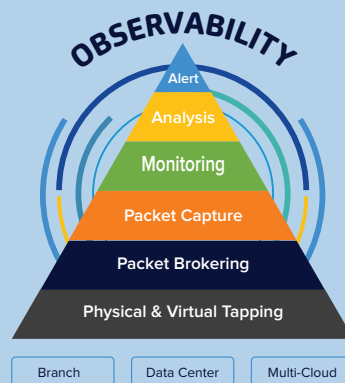 OBSERVABILITY
Alert
Analysis
Monitoring
Packet Capture
Packet Brokering
Physical & Virtual Tapping
Branch
Data Center
Multi-Cloud